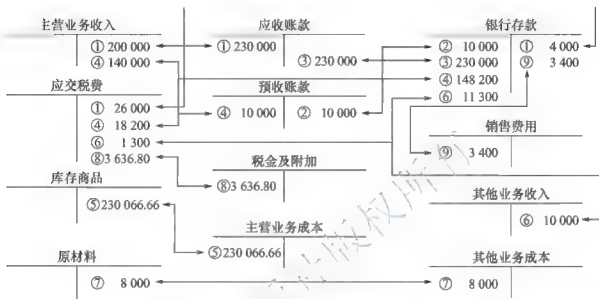 主营业务收入
① 200 000
④ 140 000
应收账款
① 230 000
③ 230 000
银行存款
② 10 000 ① 4 000
③ 230 000 ⑨ 3 400
④ 148 200
⑥ 11 300
应交税费
① 26 000
④ 18 200
⑥ 1 300
⑧3 636.80
预收账款
④ 10 000 ② 10 000
销售费用
⑨ 3 400
税金及附加
⑧3 636.80
库存商品
⑤230 066.66
其他业务收入
⑥ 10 000
主营业务成本
⑤230 066.66
原材料
⑦ 8 000
其他业务成本
⑦ 8 000
版权所